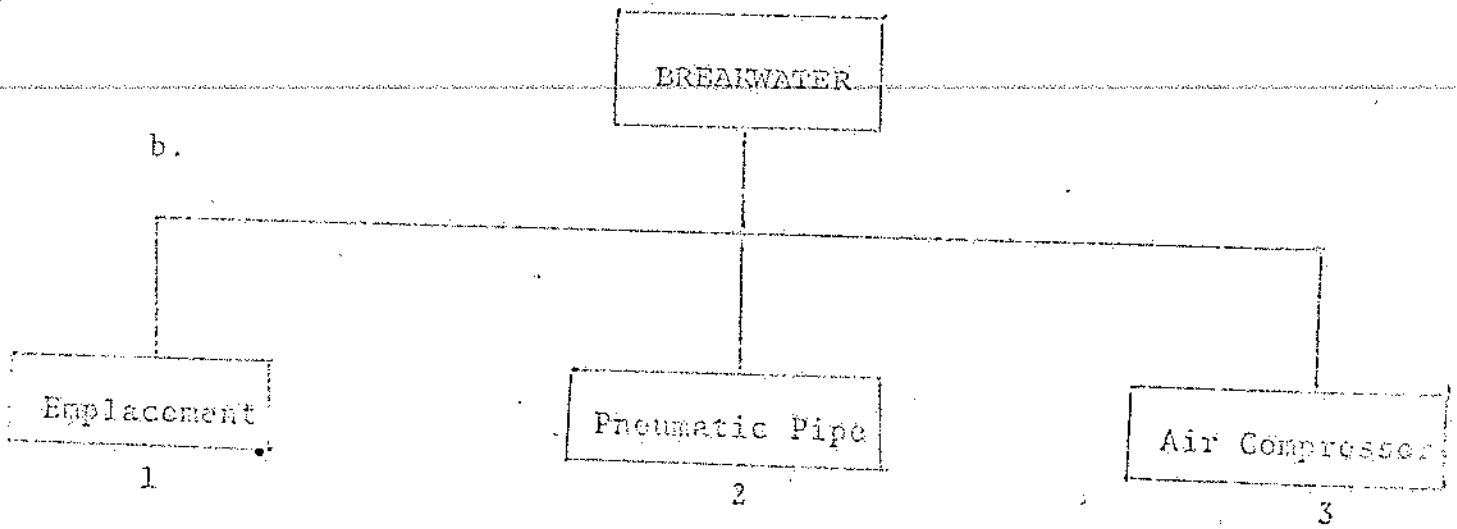 BREAKWATER
b.
Emplacement
Pneumatic Pipe
Air Compressor
1
2
3